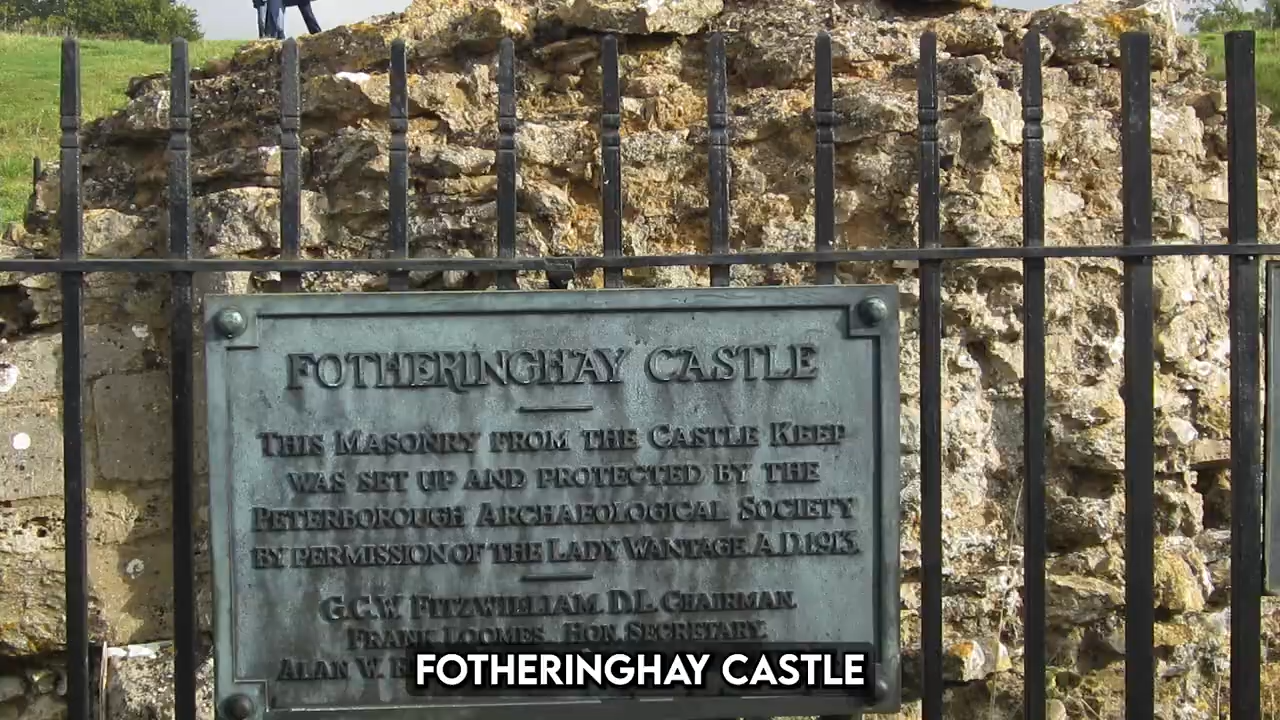 FOTHERINGHAY CASTLE
THIS MASONRY FROM THE CASTLE KEEP
WAS SET UP AND PROTECTED BY THE
PETERBOROUGH ARCHAEOLOGICAL SOCIETY
BY PERMISSION OF THE LADY WANTAGE, A.D. 1913.
G.C.W. FITZWILLIAM. D.L. CHAIRMAN.
FRANK LOOMES. HON. SECRETARY.
ALAN W.
FOTHERINGHAY CASTLE